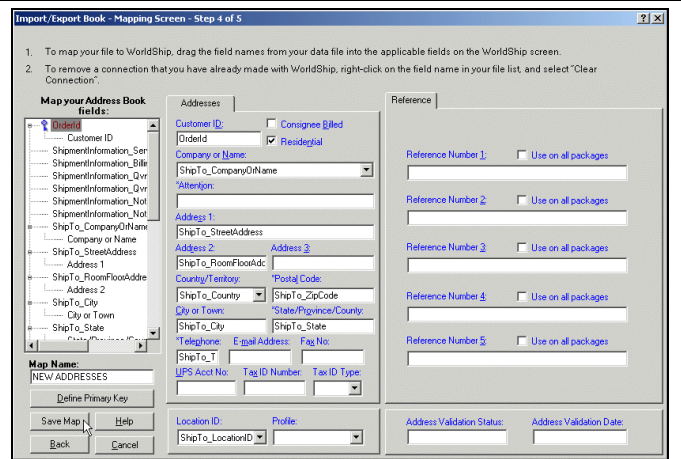 Import/Export Book - Mapping Screen - Step 4 of 5
1. To map your file to WorldShip, drag the field names from your data file into the applicable fields on the WorldShip screen.
2. To remove a connection that you have already made with WorldShip, right-click on the field name in your file list, and select "Clear
Connection".
Map your Address Book
fields:
OrderId
Customer ID
ShipmentInformation_Ser
ShipmentInformation_Billi
ShipmentInformation_Qvr
ShipmentInformation_Qvr
ShipmentInformation_Not
ShipmentInformation_Not
ShipTo_CompanyOrName
Company or Name
ShipTo_StreetAddress
Address 1
ShipTo_RoomFloorAddre
Address 2
ShipTo_City
City or Town
ShipTo_State
Map Name:
NEW ADDRESSES
Define Primary Key
Save Map Help
Back Cancel
Addresses
Customer ID: Consignee Billed
OrderId Residential
Company or Name:
ShipTo_CompanyOrName
*Attention:
Address 1:
ShipTo_StreetAddress
Address 2: Address 3:
ShipTo_RoomFloorAdc
Country/Territory: *Postal Code:
ShipTo_Country ShipTo_ZipCode
City or Town: *State/Province/County:
ShipTo_City ShipTo_State
*Telephone: E-mail Address: Fax No:
ShipTo_T
UPS Acct No: Tax ID Number: Tax ID Type:
Location ID: Profile:
ShipTo_LocationID
Reference
Reference Number 1: Use on all packages
Reference Number 2: Use on all packages
Reference Number 3: Use on all packages
Reference Number 4: Use on all packages
Reference Number 5: Use on all packages
Address Validation Status: Address Validation Date: